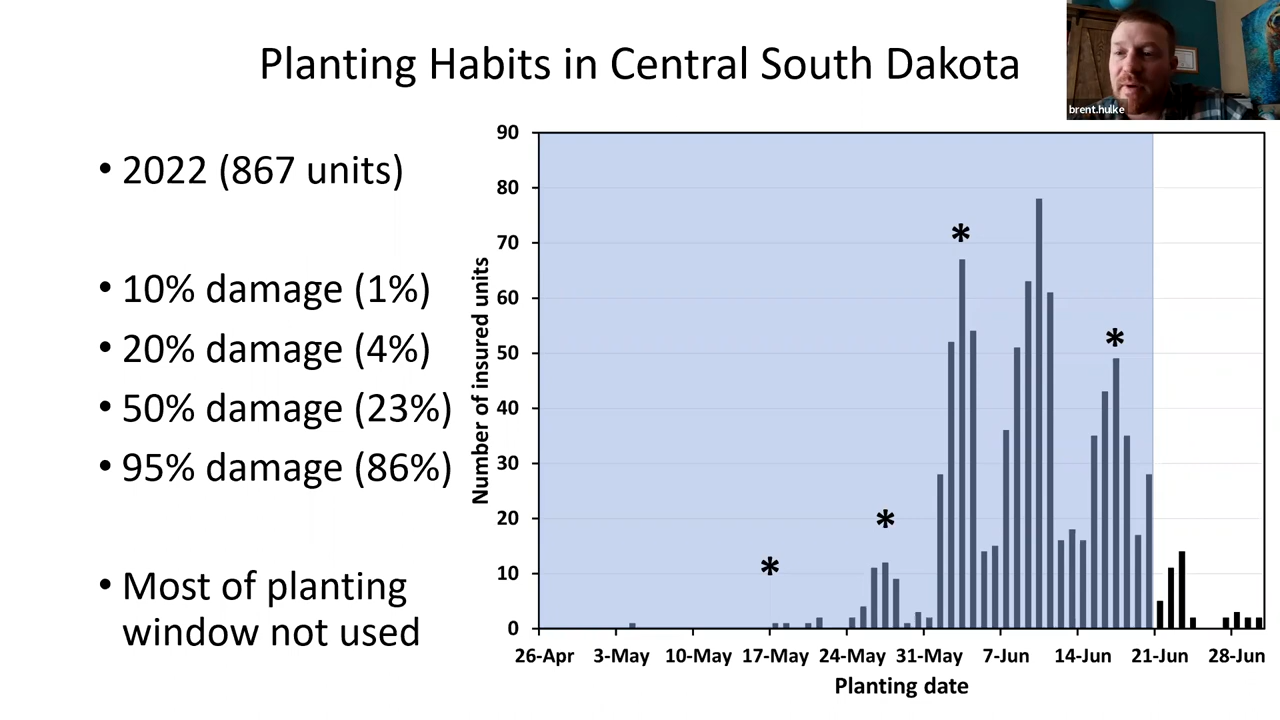 Planting Habits in Central South Dakota
brent.hulke
• 2022 (867 units)
• 10% damage (1%)
• 20% damage (4%)
• 50% damage (23%)
• 95% damage (86%)
• Most of planting
window not used
Number of insured units
90
80
70
60
50
40
30
20
10
0
*
*
*
*
26-Apr 3-May 10-May 17-May 24-May 31-May 7-Jun 14-Jun 21-Jun 28-Jun
Planting date